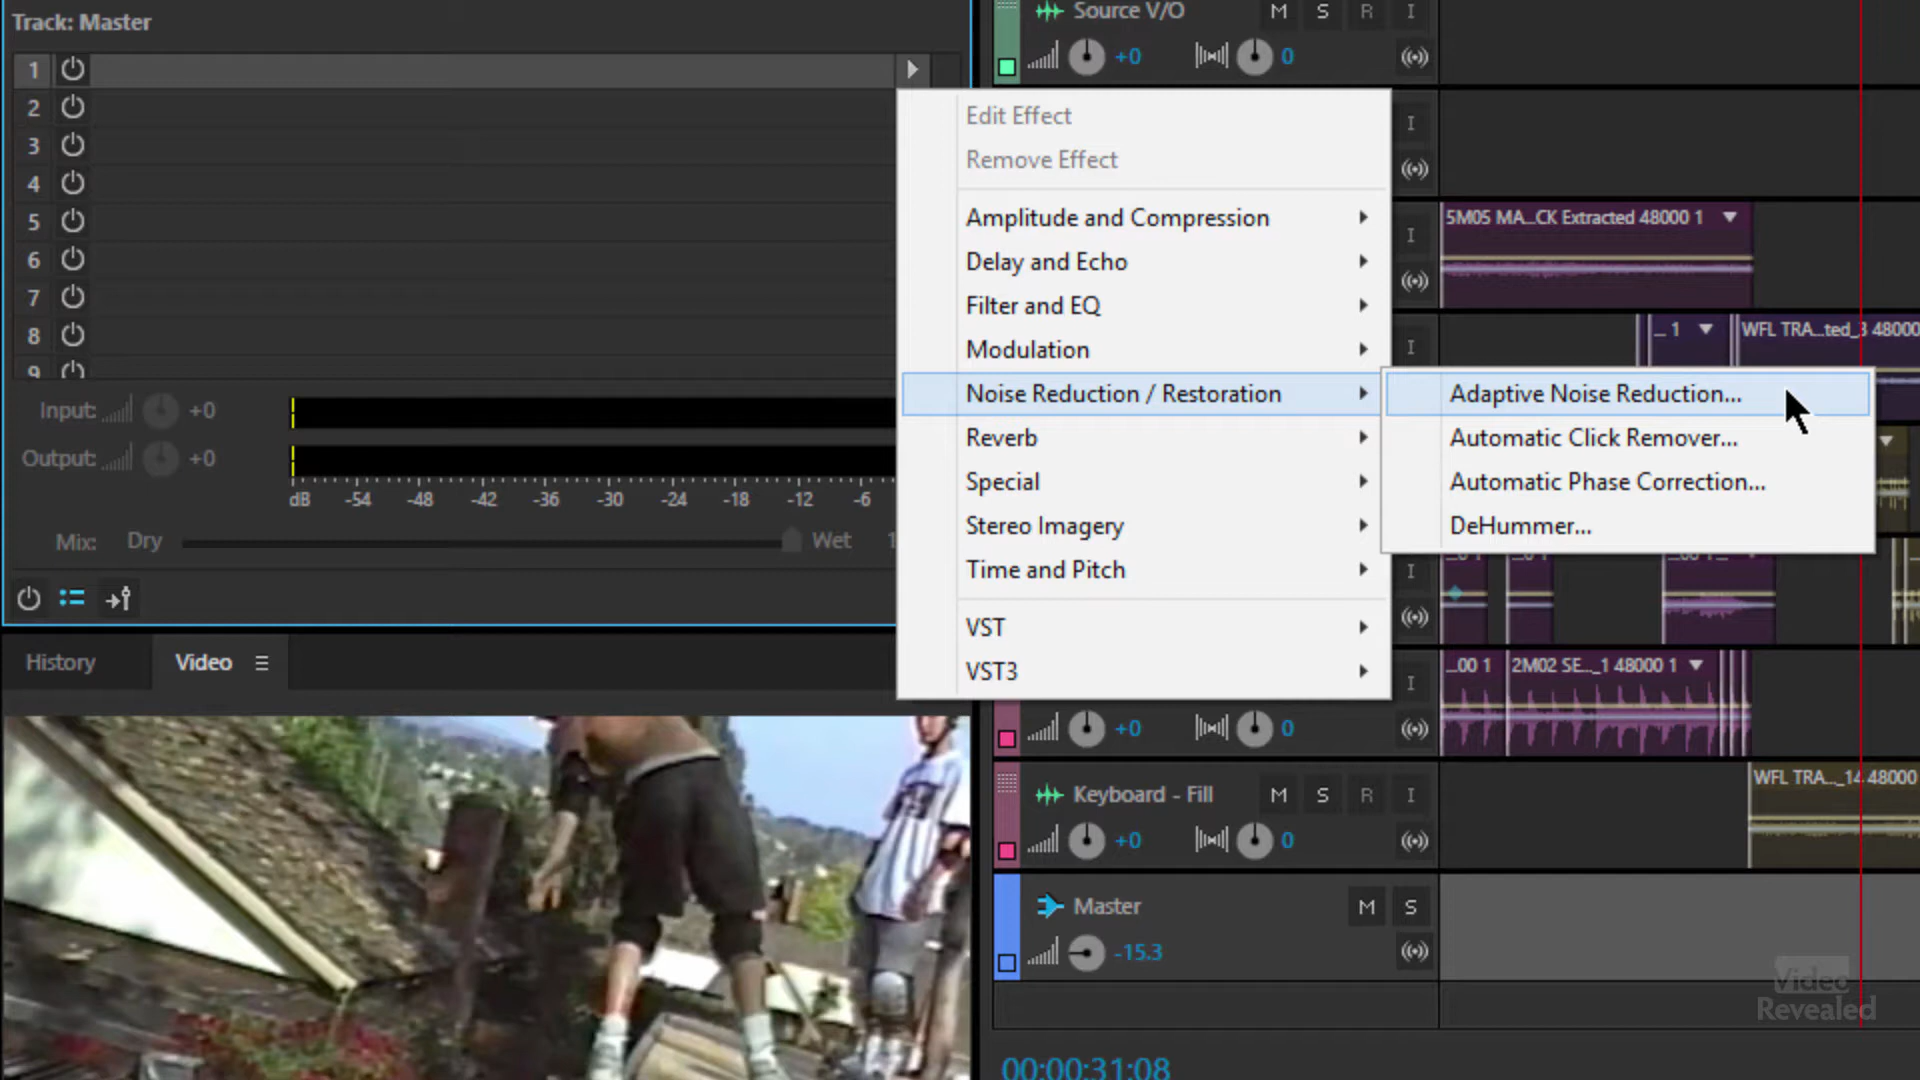 Track: Master
1
2
3
4
5
6
7
8
9
Input: +0
Output: +0
dB -54 -48 -42 -36 -30 -24 -18 -12 -6
Mix: Dry Wet 1
History Video
Edit Effect
Remove Effect
Amplitude and Compression
Delay and Echo
Filter and EQ
Modulation
Noise Reduction / Restoration
Reverb
Special
Stereo Imagery
Time and Pitch
VST
VST3
Adaptive Noise Reduction...
Automatic Click Remover...
Automatic Phase Correction...
DeHummer...
Source V/O M S R I
+0 0
I
I
5M05 MA...CK Extracted 48000 1
I
... 1 WFL TRA...ted_3 48000
I
I
...00 1 2M02 SE..._1 48000 1
+0 0
Keyboard - Fill M S R I
WFL TRA..._14 48000
+0 0
Master M S
-15.3
Video
Revealed
00:00:31:08